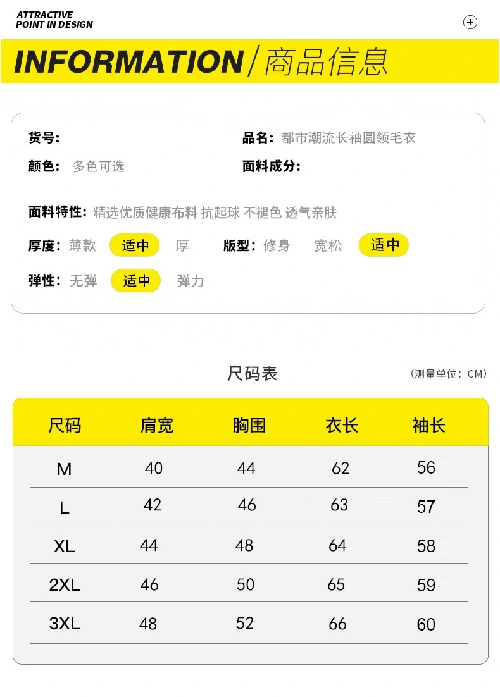 ATTRACTIVE
POINT IN DESIGN
INFORMATION/商品信息
货号: 品名: 都市潮流长袖圆领毛衣
颜色: 多色可选 面料成分:
面料特性: 精选优质健康布料 抗起球 不褪色 透气亲肤
厚度: 薄款 适中 厚 版型: 修身 宽松 适中
弹性: 无弹 适中 弹力
尺码表 (测量单位: CM)
尺码 肩宽 胸围 衣长 袖长
M 40 44 62 56
L 42 46 63 57
XL 44 48 64 58
2XL 46 50 65 59
3XL 48 52 66 60